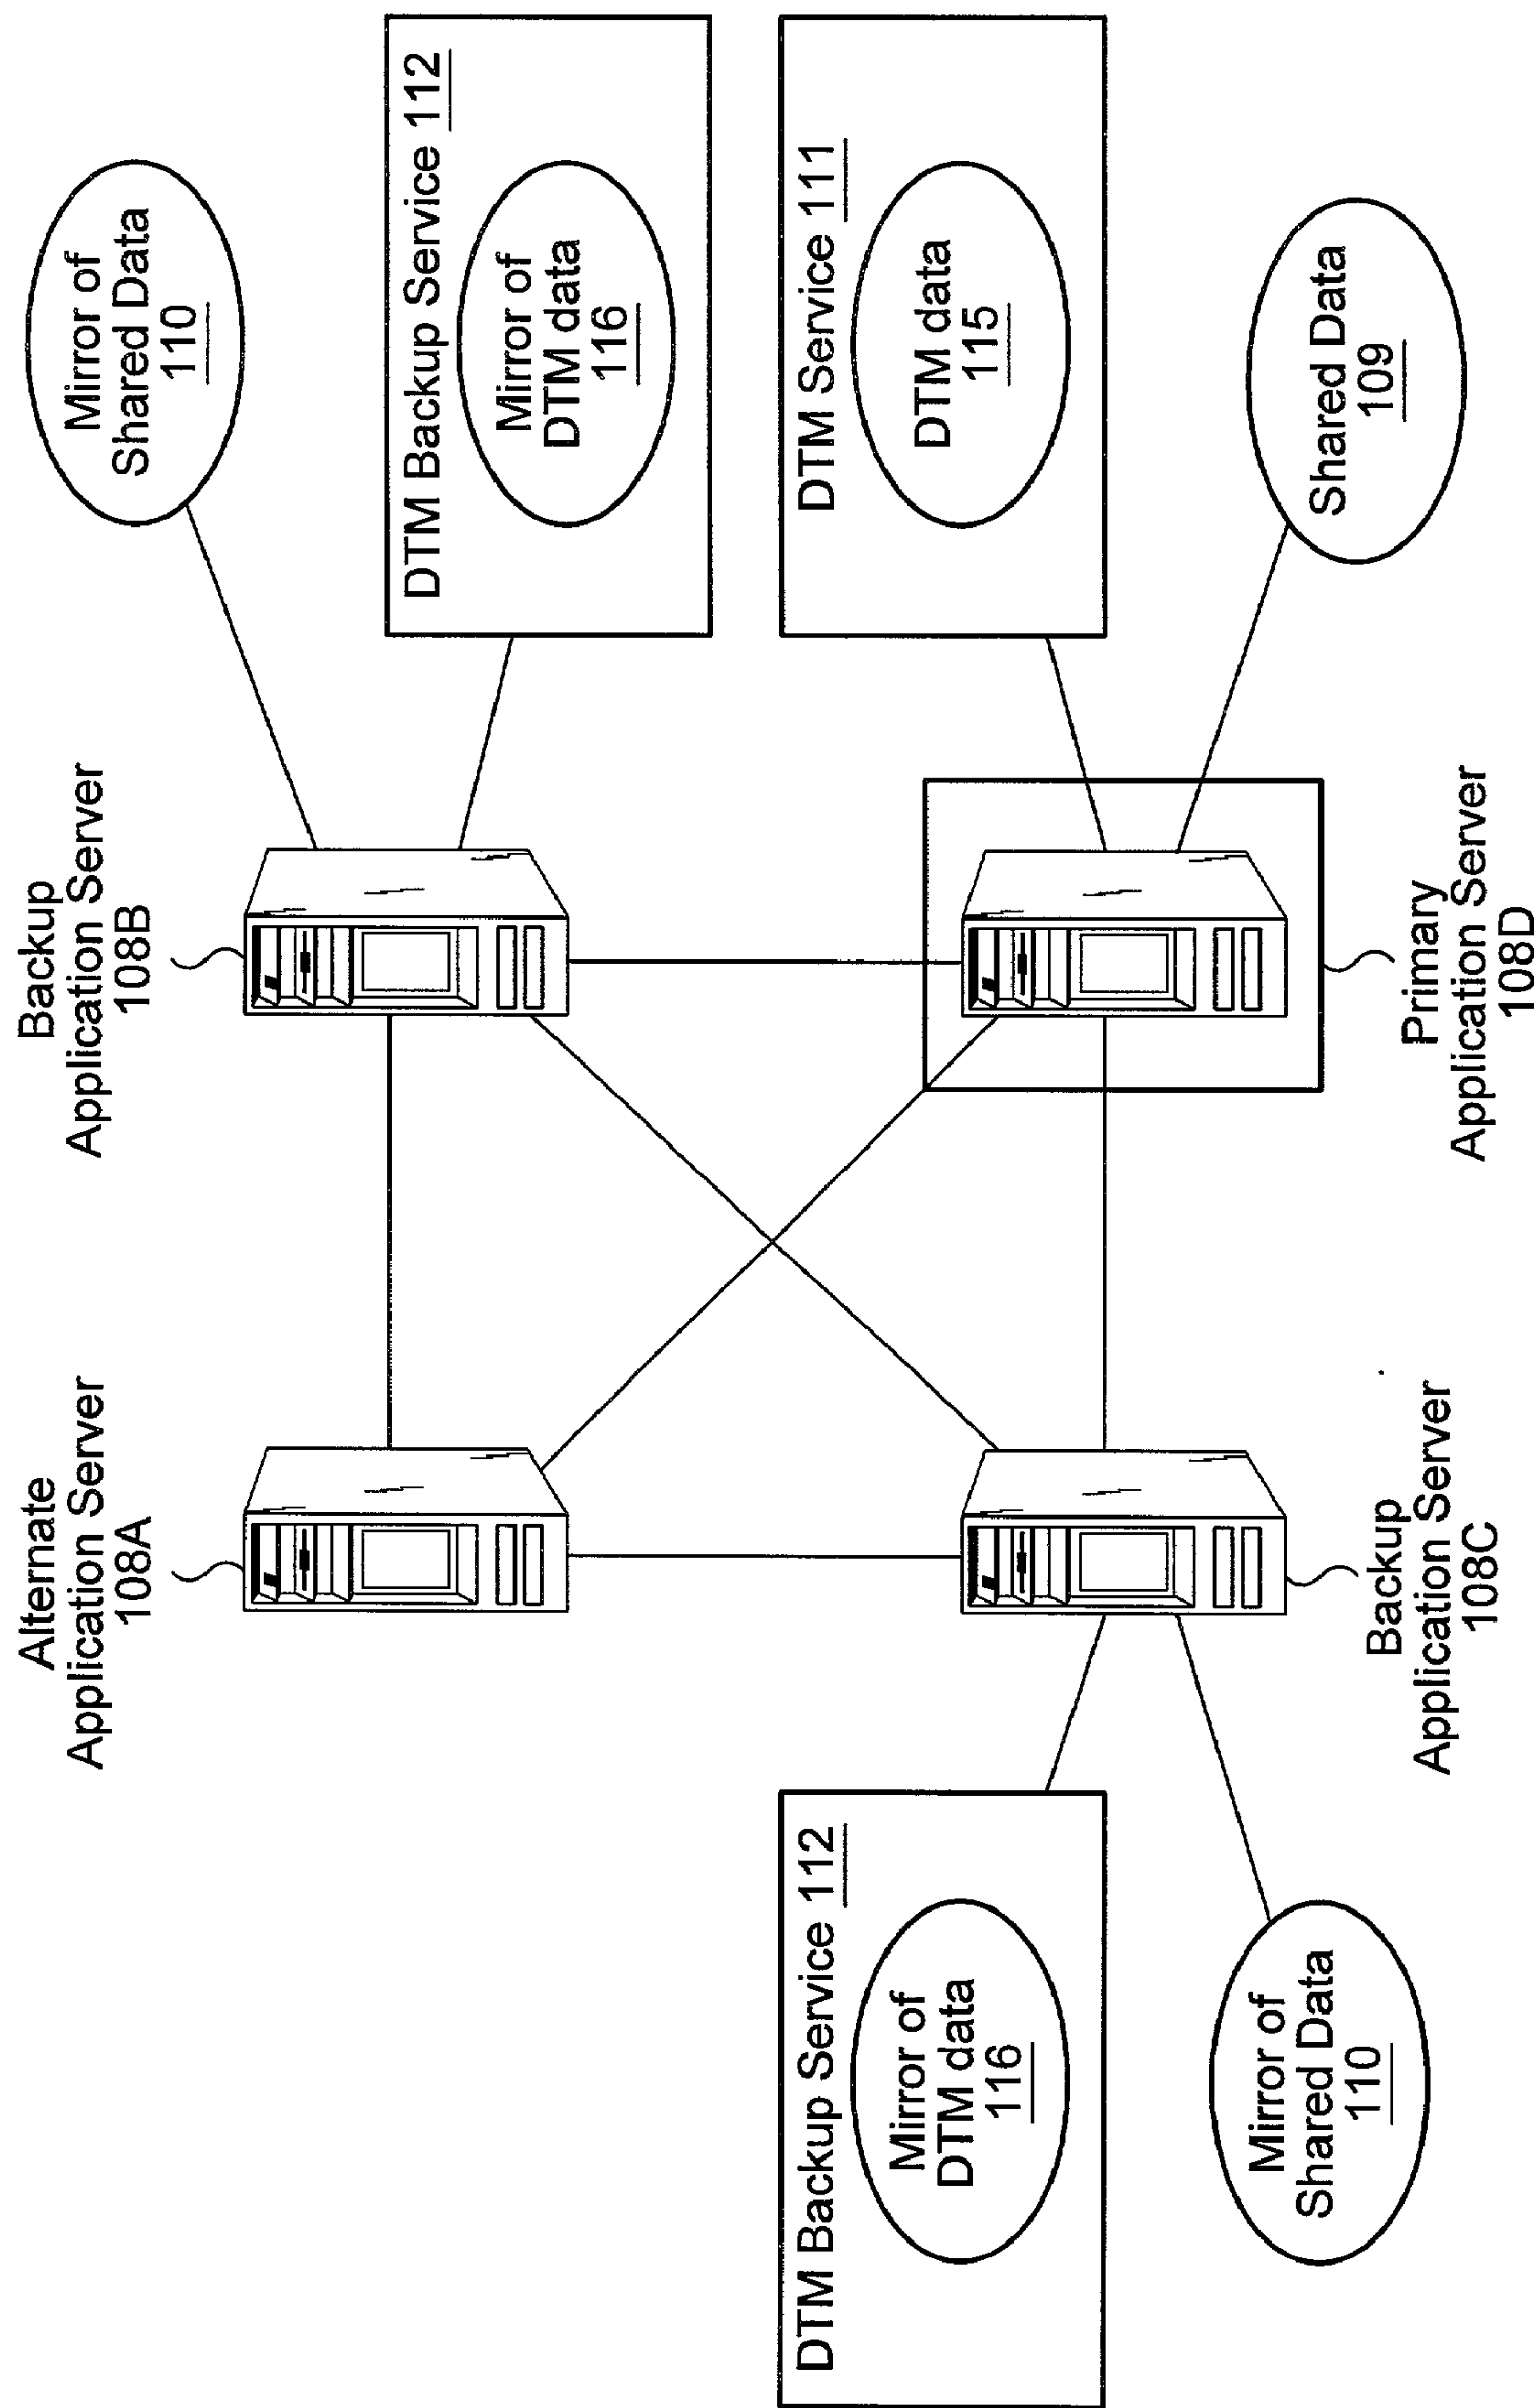 Alternate
Application Server
108A
Backup
Application Server
108B
Mirror of
Shared Data
110
DTM Backup Service 112
Mirror of
DTM data
116
DTM Backup Service 112
Mirror of
DTM data
116
DTM Service 111
DTM data
115
Mirror of
Shared Data
110
Shared Data
109
Backup
Application Server
108C
Primary
Application Server
108D